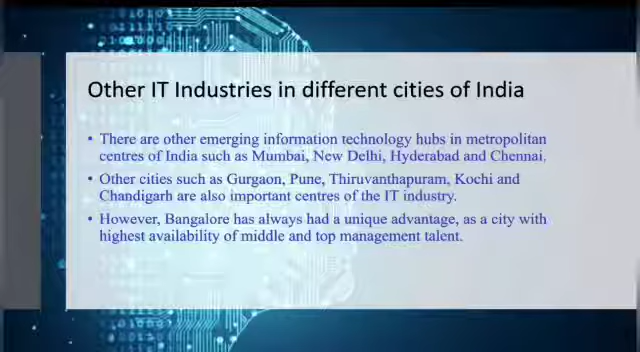 Other IT Industries in different cities of India
• There are other emerging information technology hubs in metropolitan
centres of India such as Mumbai, New Delhi, Hyderabad and Chennai.
• Other cities such as Gurgaon, Pune, Thiruvanthapuram, Kochi and
Chandigarh are also important centres of the IT industry.
• However, Bangalore has always had a unique advantage, as a city with
highest availability of middle and top management talent.